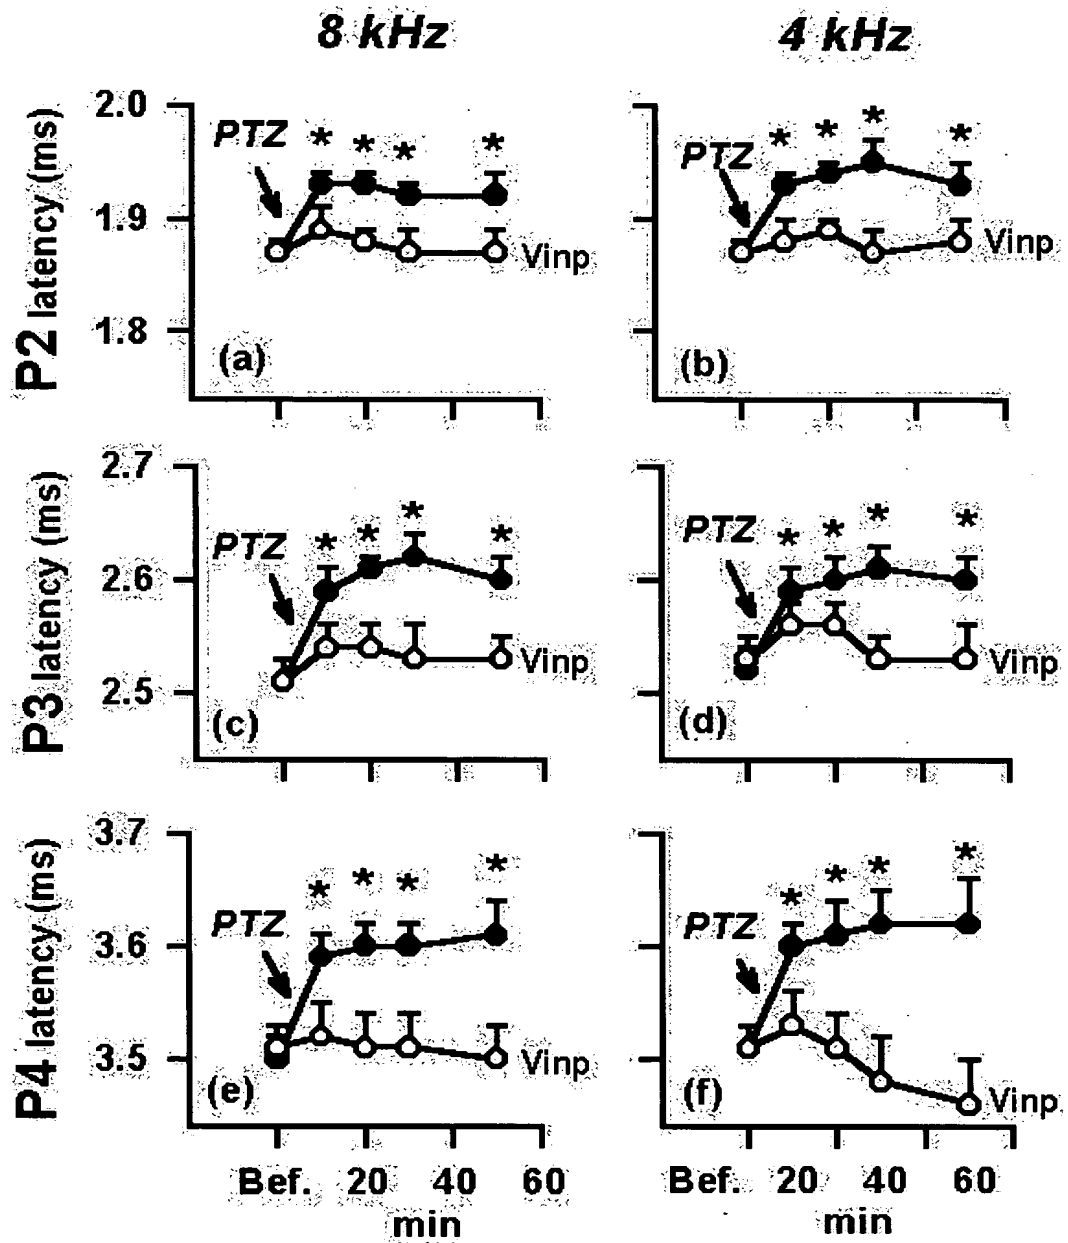 8 kHz 4 kHz
P2 latency (ms)
2.0
1.9
1.8
PTZ * * * *
Vinp
(a)
PTZ * * * *
Vinp
(b)
P3 latency (ms)
2.7
2.6
2.5
PTZ * * * *
Vinp
(c)
PTZ * * * *
Vinp
(d)
P4 latency (ms)
3.7
3.6
3.5
PTZ * * * *
Vinp
(e)
PTZ * * * *
Vinp
(f)
Bef. 20 40 60
min
Bef. 20 40 60
min